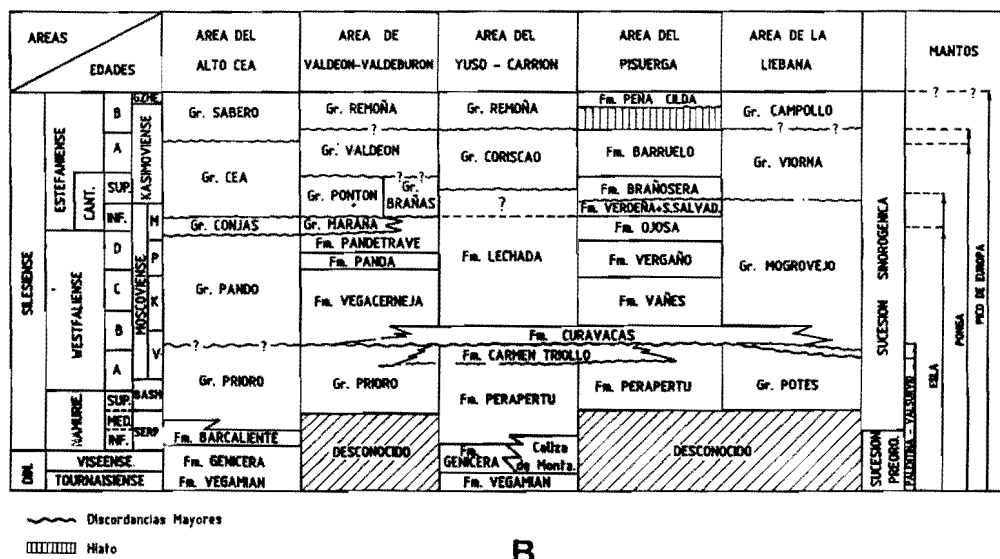 AREAS
EDADES
AREA DEL ALTO CEA
AREA DE VALDEON-VALDEBURON
AREA DEL YUSO - CARRION
AREA DEL PISUERGA
AREA DE LA LIEBANA
MANTOS
SILESIENSE
DIN.
ESTEFANIENSE
CANT.
WESTFALIENSE
NAMURIE.
B
A
SUP.
INF.
D
C
B
A
SUP.
MED.
INF.
VISEENSE
TOURNAISIENSE
GZHE.
KASIMOVIENSE
MOSCOVIENSE
M
P
K
V
BASH
SERP
Gr. SABERO
Gr. CEA
Gr. CONJAS
Gr. PANDO
? ?
Gr. PRIORO
Fm. BARCALIENTE
Fm. GENICERA
Fm. VEGAMIAN
Gr. REMOÑA
?
Gr. VALDEON
? ?
Gr. PONTON
Gr. BRAÑAS
Gr. MARAÑA
Fm. PANDETRAVE
Fm. PANDA
Fm. VEGACERNEJA
Gr. PRIORO
DESCONOCIDO
Gr. REMOÑA
Gr. CORISCAO
?
Fm. LECHADA
Fm. CURAVACAS
Fm. CARMEN TRIOLLO
Fm. PERAPERTU
Fm. GENICERA
Caliza de Monta.
Fm. VEGAMIAN
Fm. PEÑA CILDA
Fm. BARRUELO
Fm. BRAÑOSERA
Fm. VERDEÑA+S.SALVAD.
Fm. OJOSA
Fm. VERGAÑO
Fm. VAÑES
Fm. PERAPERTU
DESCONOCIDO
Gr. CAMPOLLO
? ?
Gr. VIORNA
Gr. MOGROVEJO
Gr. POTES
SUCESION SINOROGENICA
SUCESION PREORO.
PALENTINA - VALSURVIO
ESLA
PONGA
PICO DE EUROPA
? ?
Discordancias Mayores
Hiato
B